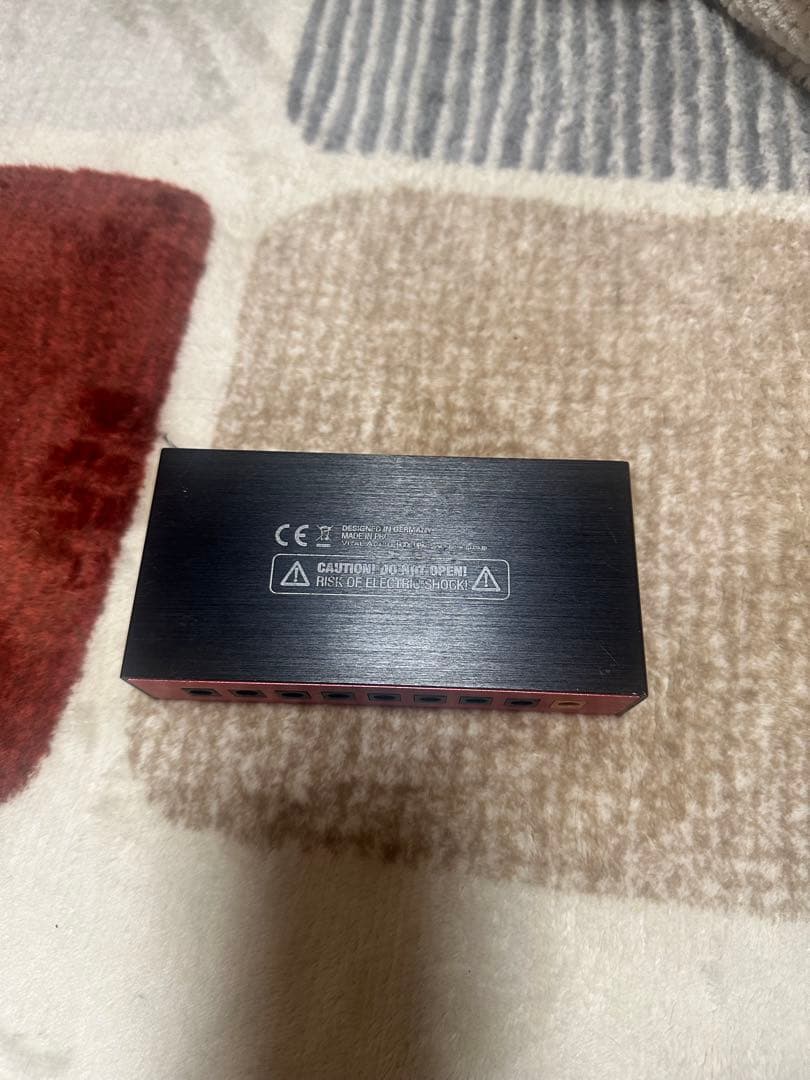 CE DESIGNED IN GERMANY
MADE IN PRC
CAUTION! DO NOT OPEN!
RISK OF ELECTRIC SHOCK!